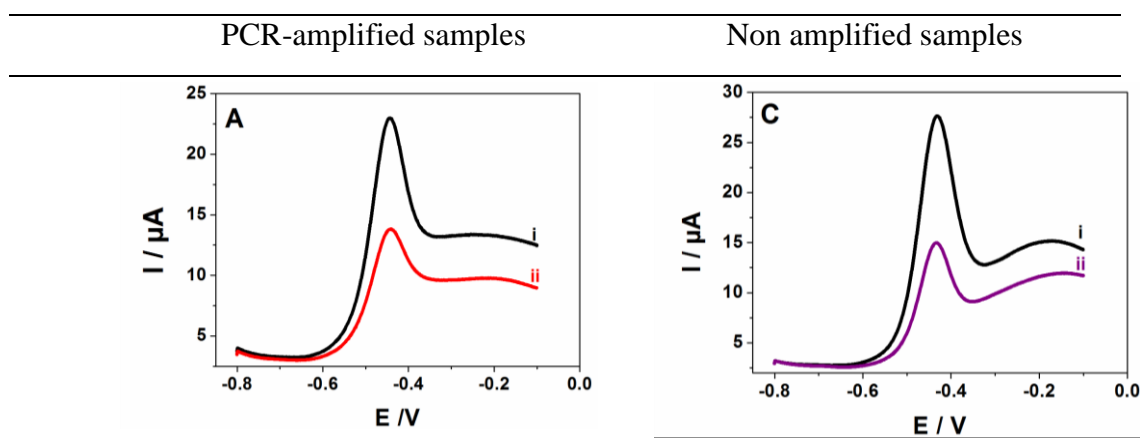 PCR-amplified samples Non amplified samples
25
A
20
15
10
5
I / µA
i
ii
-0.8 -0.6 -0.4 -0.2 0.0
E /V
30
C
25
20
15
10
5
I / µA
i
ii
-0.8 -0.6 -0.4 -0.2 0.0
E / V